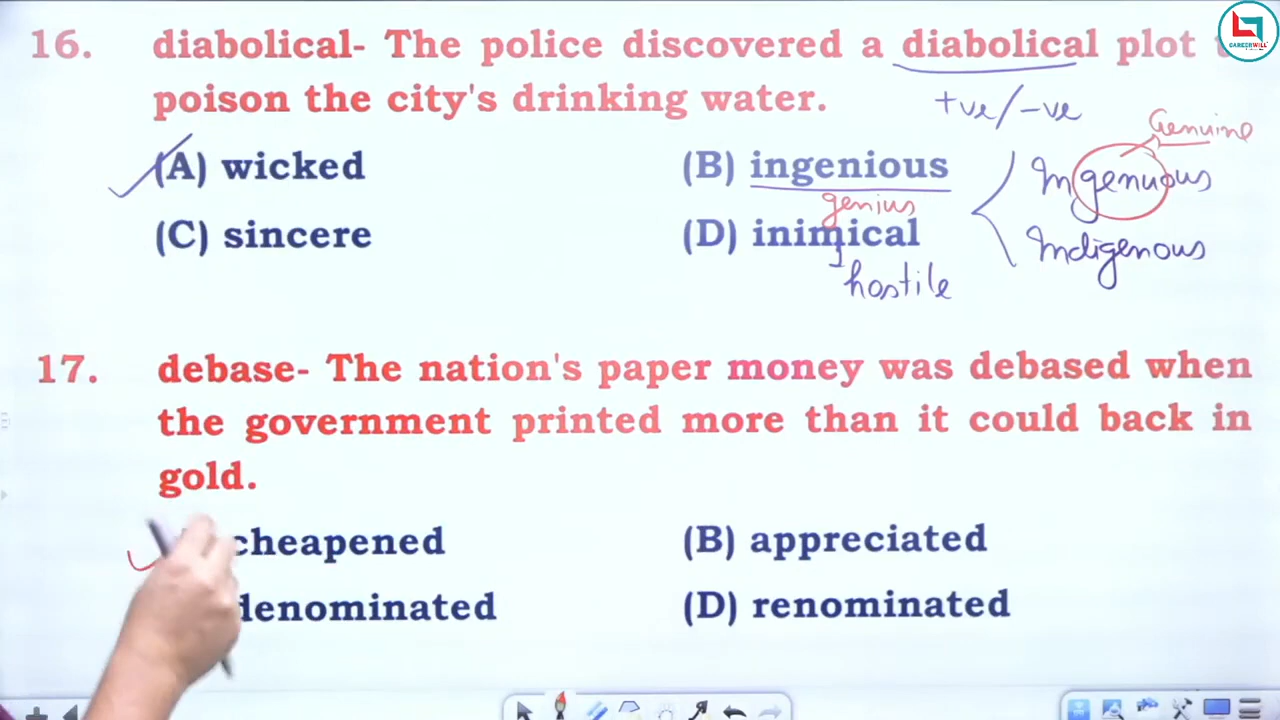 CAREERWILL
16. diabolical- The police discovered a diabolical plot
poison the city's drinking water.
+ve/-ve
Genuine
(A) wicked (B) ingenious
Ingenuous
genius
(C) sincere (D) inimical
Indigenous
hostile
17. debase- The nation's paper money was debased when
the government printed more than it could back in
gold.
cheapened (B) appreciated
denominated (D) renominated